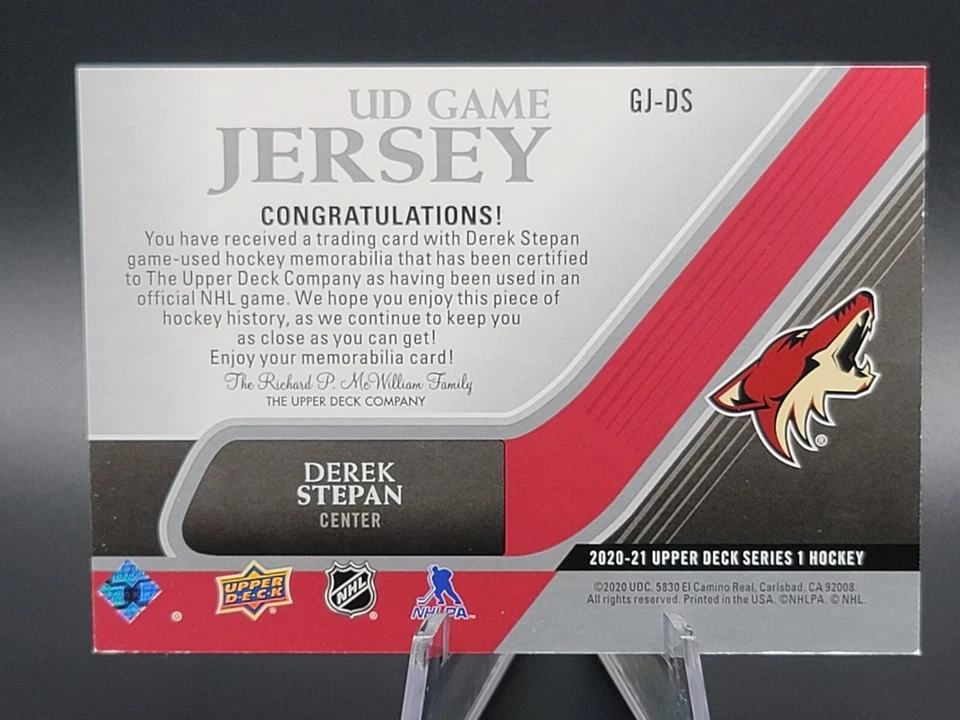 UD GAME
JERSEY
GJ-DS
CONGRATULATIONS!
You have received a trading card with Derek Stepan
game-used hockey memorabilia that has been certified
to The Upper Deck Company as having been used in an
official NHL game. We hope you enjoy this piece of
hockey history, as we continue to keep you
as close as you can get!
Enjoy your memorabilia card!
The Richard P. McWilliam Family
THE UPPER DECK COMPANY
®
DEREK
STEPAN
CENTER
2020-21 UPPER DECK SERIES 1 HOCKEY
UPPER
D·E·C·K
NHL
NHLPA
©2020 UDC. 5830 El Camino Real, Carlsbad, CA 92008.
All rights reserved. Printed in the USA. ©NHLPA. © NHL.